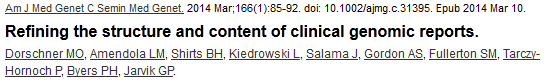 Am J Med Genet C Semin Med Genet. 2014 Mar;166(1):85-92. doi: 10.1002/ajmg.c.31395. Epub 2014 Mar 10.
Refining the structure and content of clinical genomic reports.
Dorschner MO, Amendola LM, Shirts BH, Kiedrowski L, Salama J, Gordon AS, Fullerton SM, Tarczy-
Hornoch P, Byers PH, Jarvik GP.